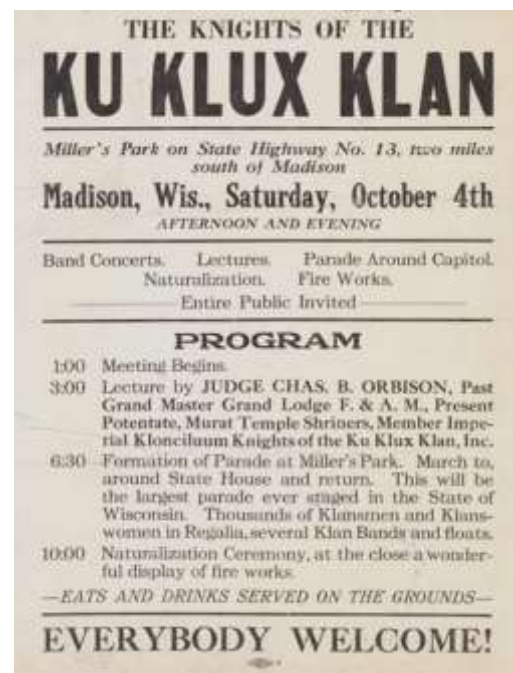 THE KNIGHTS OF THE
KU KLUX KLAN
Miller's Park on State Highway No. 13, two miles
south of Madison
Madison, Wis., Saturday, October 4th
AFTERNOON AND EVENING
Band Concerts. Lectures. Parade Around Capitol.
Naturalization. Fire Works.
Entire Public Invited
PROGRAM
1:00 Meeting Begins.
3:00 Lecture by JUDGE CHAS. B. ORBISON, Past
Grand Master Grand Lodge F. & A. M., Present
Potentate, Murat Temple Shriners, Member Impe-
rial Kloncilium Knights of the Ku Klux Klan, Inc.
6:30 Formation of Parade at Miller's Park. March to,
around State House and return. This will be
the largest parade ever staged in the State of
Wisconsin. Thousands of Klansmen and Klans-
women in Regalia, several Klan Bands and floats.
10:00 Naturalization Ceremony, at the close a wonder-
ful display of fire works.
—EATS AND DRINKS SERVED ON THE GROUNDS—
EVERYBODY WELCOME!